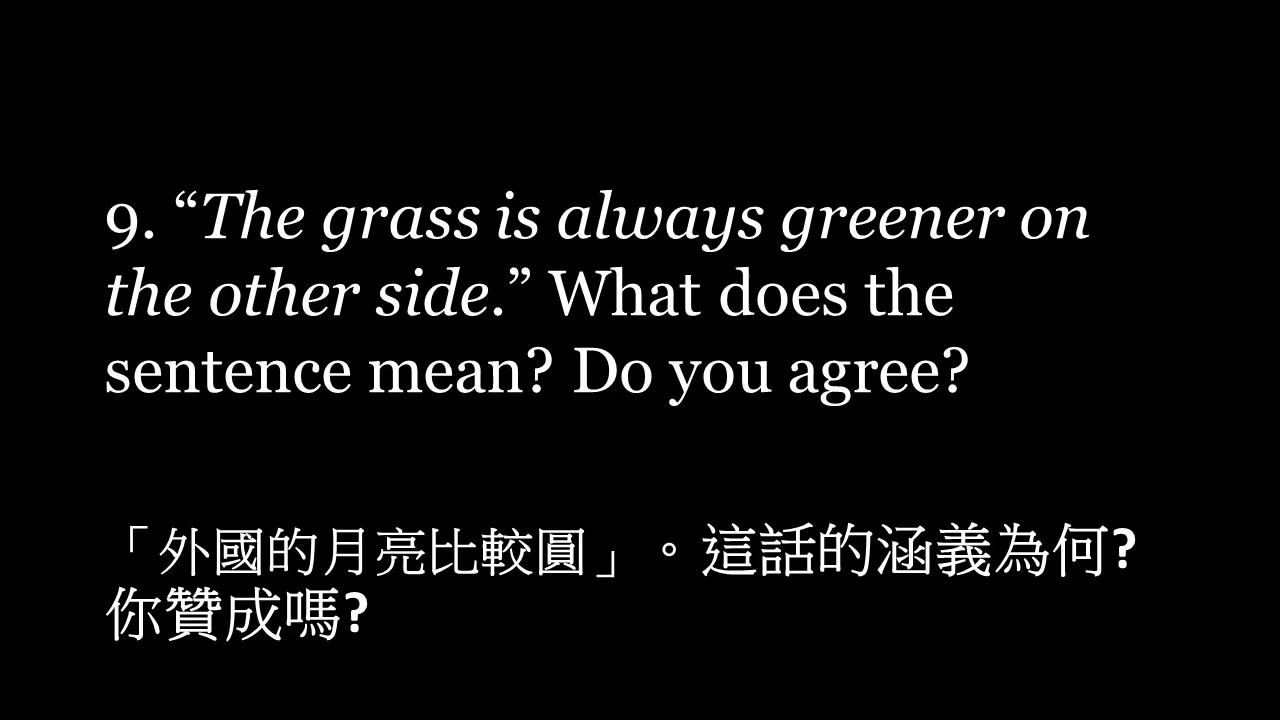 9. “The grass is always greener on
the other side.” What does the
sentence mean? Do you agree?
「外國的月亮比較圓」。這話的涵義為何?
你贊成嗎?